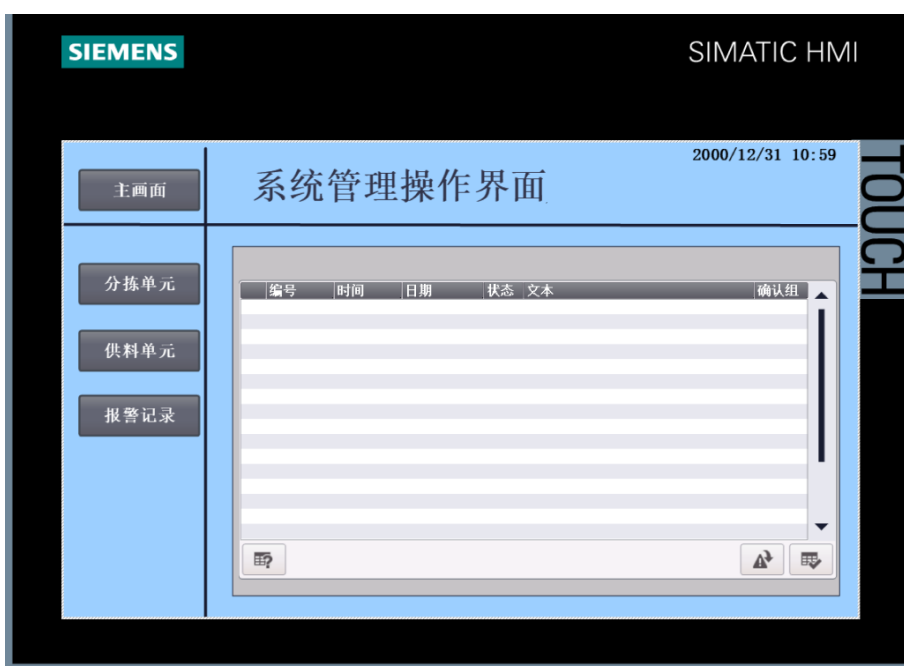 SIEMENS
SIMATIC HMI
TOUCH
2000/12/31 10:59
主画面
系统管理操作界面
分拣单元
供料单元
报警记录
编号 时间 日期 状态 文本 确认组
?